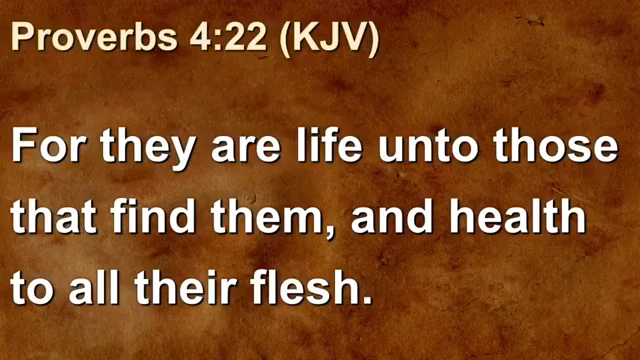 Proverbs 4:22 (KJV)
For they are life unto those
that find them, and health
to all their flesh.